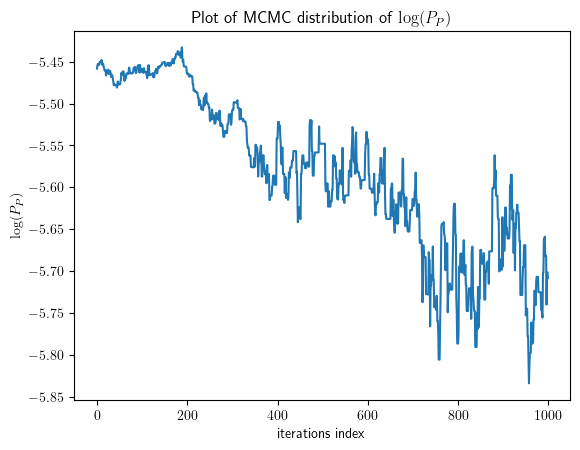 Plot of MCMC distribution of log(P_P)
log(P_P)
−5.45
−5.50
−5.55
−5.60
−5.65
−5.70
−5.75
−5.80
−5.85
0 200 400 600 800 1000
iterations index